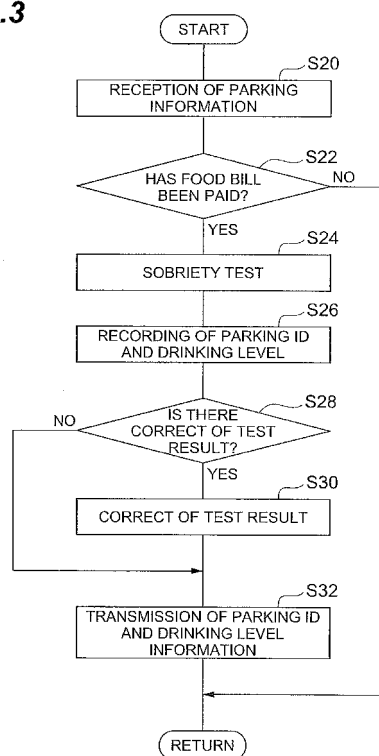 .3
START
S20
RECEPTION OF PARKING
INFORMATION
S22
HAS FOOD BILL
BEEN PAID?
NO
YES
S24
SOBRIETY TEST
S26
RECORDING OF PARKING ID
AND DRINKING LEVEL
S28
IS THERE
CORRECT OF TEST
RESULT?
NO
YES
S30
CORRECT OF TEST RESULT
S32
TRANSMISSION OF PARKING ID
AND DRINKING LEVEL
INFORMATION
RETURN